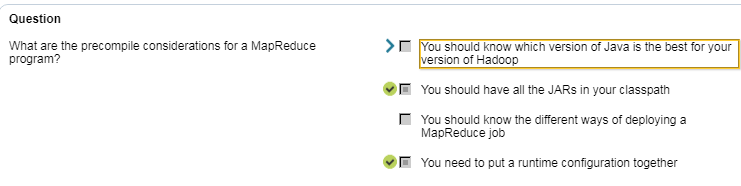 Question
What are the precompile considerations for a MapReduce
program?
You should know which version of Java is the best for your
version of Hadoop
You should have all the JARs in your classpath
You should know the different ways of deploying a
MapReduce job
You need to put a runtime configuration together